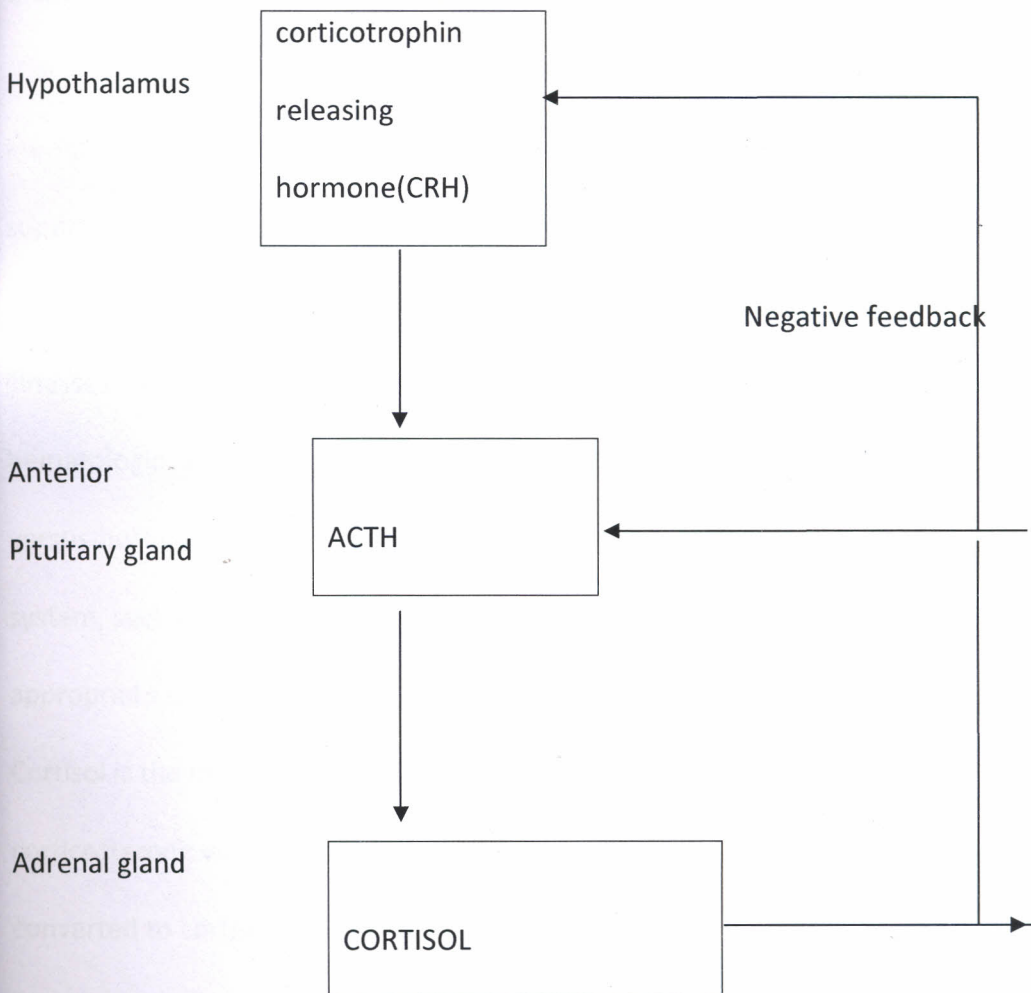 corticotrophin
Hypothalamus
releasing
hormone(CRH)
Negative feedback
Anterior
ACTH
Pituitary gland
Adrenal gland
CORTISOL